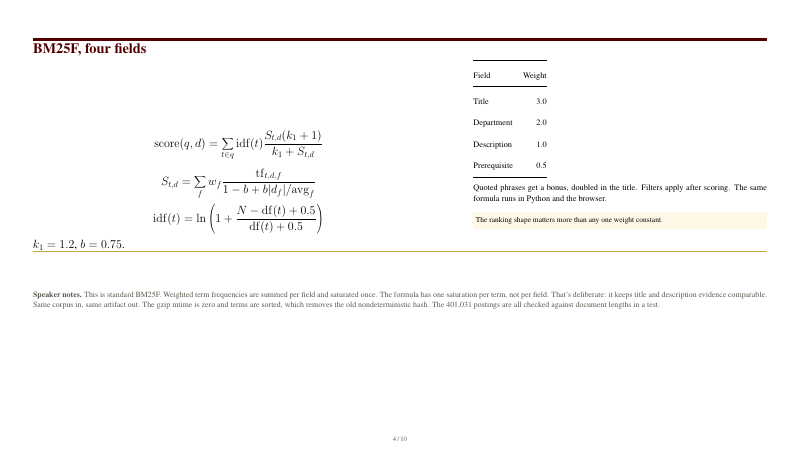 BM25F, four fields
score(q, d) = ∑_{t∈q} idf(t) S_{t,d}(k₁ + 1) / (k₁ + S_{t,d})
S_{t,d} = ∑_f w_f tf_{t,d,f} / (1 − b + b|d_f|/avg_f)
idf(t) = ln(1 + (N − df(t) + 0.5) / (df(t) + 0.5))
k₁ = 1.2, b = 0.75.
Field Weight
Title 3.0
Department 2.0
Description 1.0
Prerequisite 0.5
Quoted phrases get a bonus, doubled in the title. Filters apply after scoring. The same
formula runs in Python and the browser.
The ranking shape matters more than any one weight constant.
Speaker notes. This is standard BM25F. Weighted term frequencies are summed per field and saturated once. The formula has one saturation per term, not per field. That's deliberate: it keeps title and description evidence comparable.
Same corpus in, same artifact out. The gzip mtime is zero and terms are sorted, which removes the old nondeterministic hash. The 401,031 postings are all checked against document lengths in a test.
4 / 10